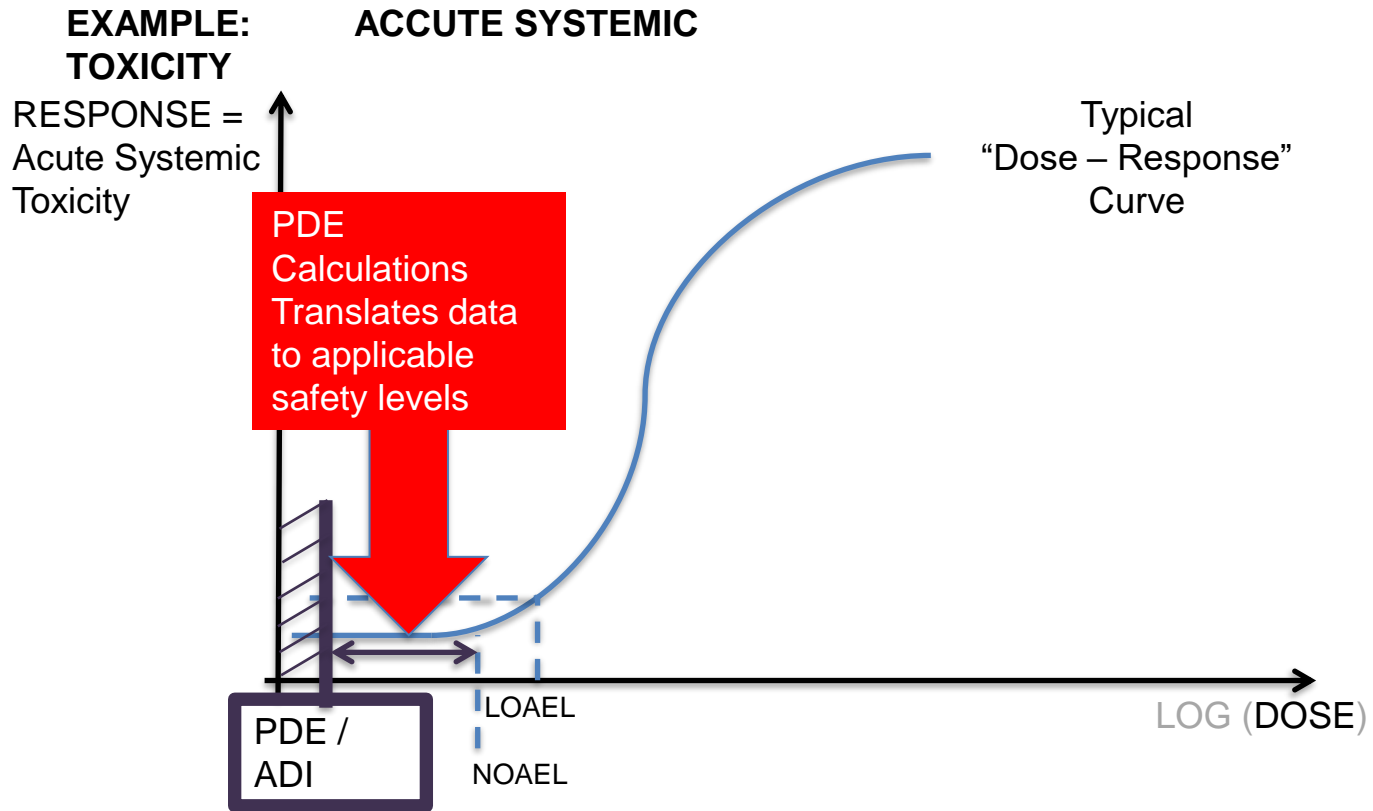 EXAMPLE: ACCUTE SYSTEMIC
TOXICITY
RESPONSE =
Acute Systemic
Toxicity
Typical
“Dose – Response”
Curve
PDE
Calculations
Translates data
to applicable
safety levels
LOAEL
LOG (DOSE)
PDE /
ADI
NOAEL